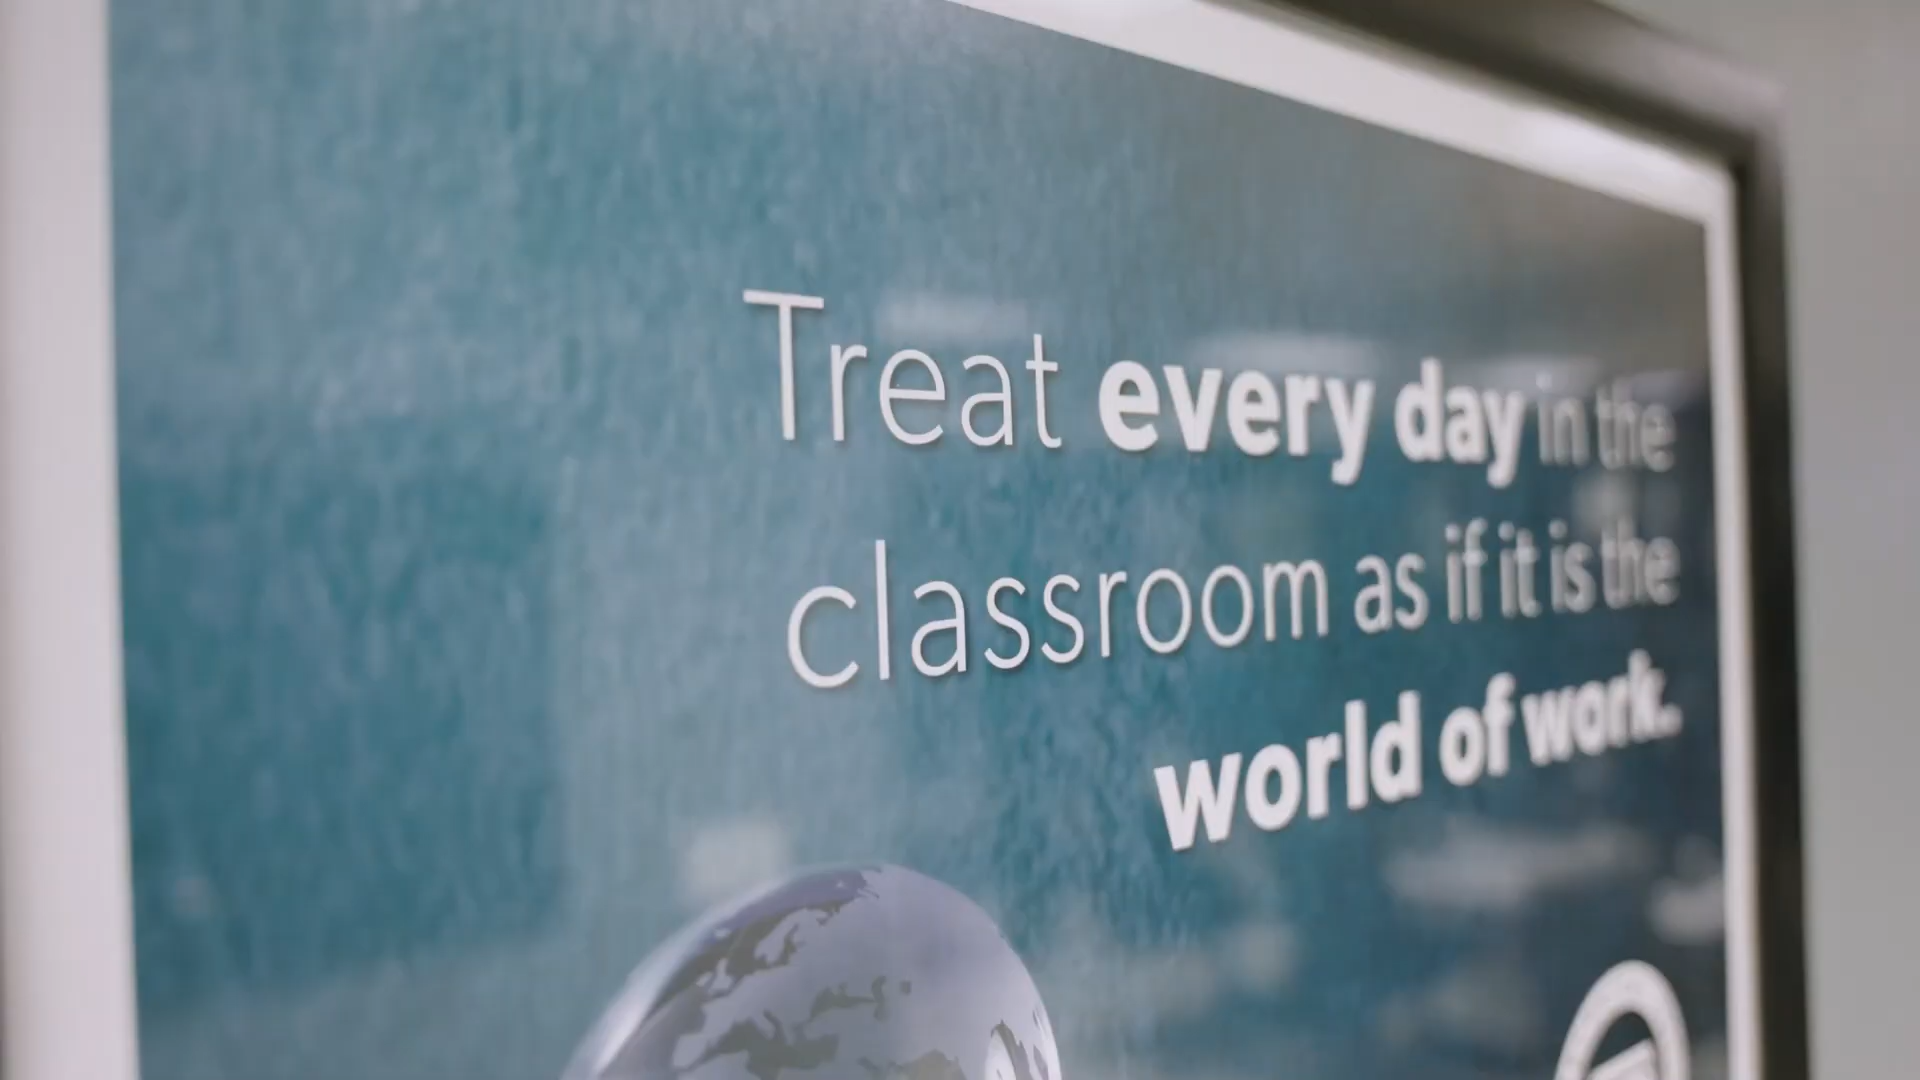 Treat every day in the
classroom as if it is the
world of work.